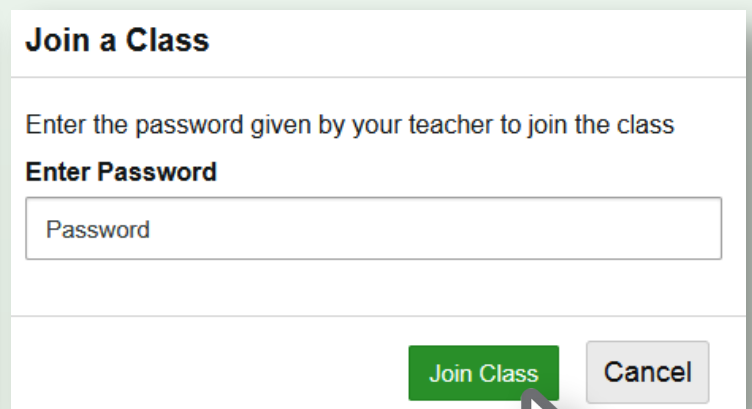 Join a Class
Enter the password given by your teacher to join the class
Enter Password
Password
Join Class
Cancel